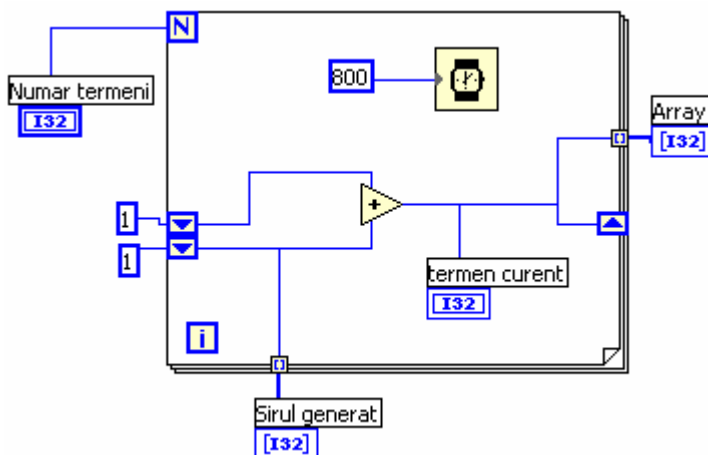 N
800
Numar termeni
I32
Array
[I32]
1
+
1
termen curent
I32
i
Sirul generat
[I32]